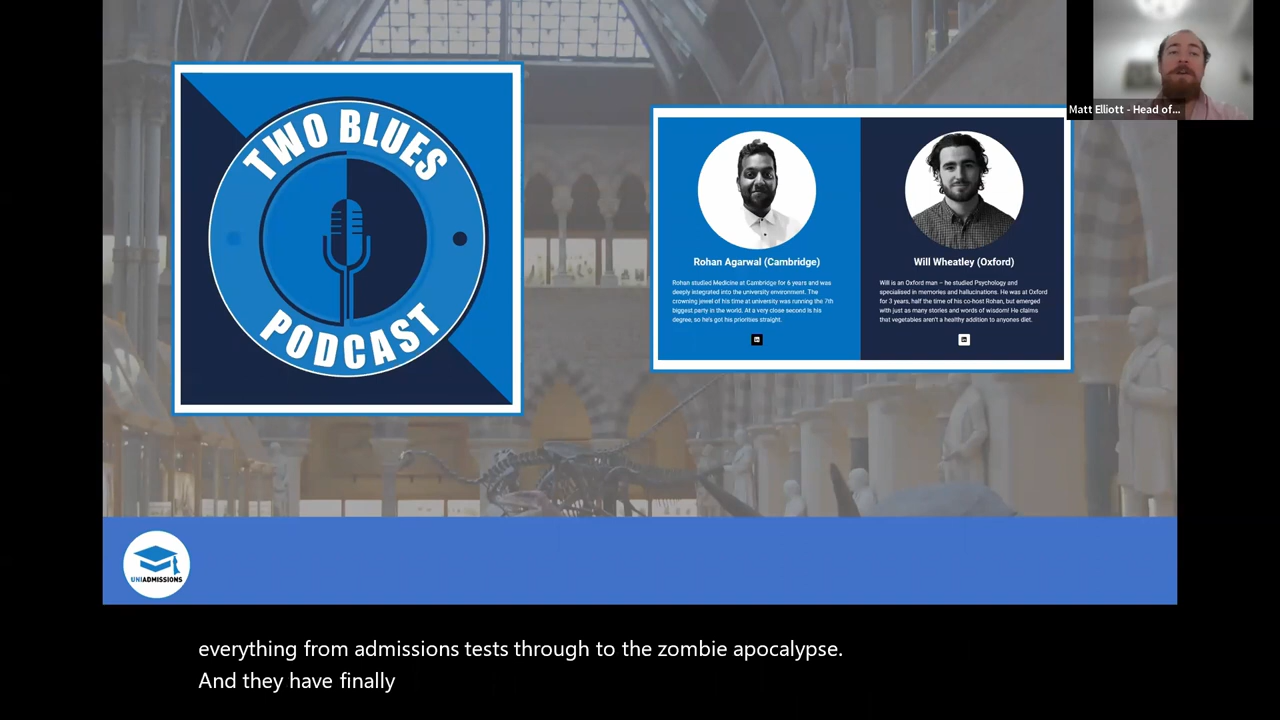 TWO BLUES
PODCAST
Rohan Agarwal (Cambridge)
Rohan studied Medicine at Cambridge for 6 years and was
deeply integrated into the university environment. The
crowning jewel of his time at university was running the 7th
biggest party in the world. At a very close second is his
degree, so he's got his priorities straight.
Will Wheatley (Oxford)
Will is an Oxford man – he studied Psychology and
specialised in memories and hallucinations. He was at Oxford
for 3 years, half the time of his co-host Rohan, but emerged
with just as many stories and words of wisdom! He claims
that vegetables aren't a healthy addition to anyones diet.
Matt Elliott - Head of...
UNIADMISSIONS
everything from admissions tests through to the zombie apocalypse.
And they have finally